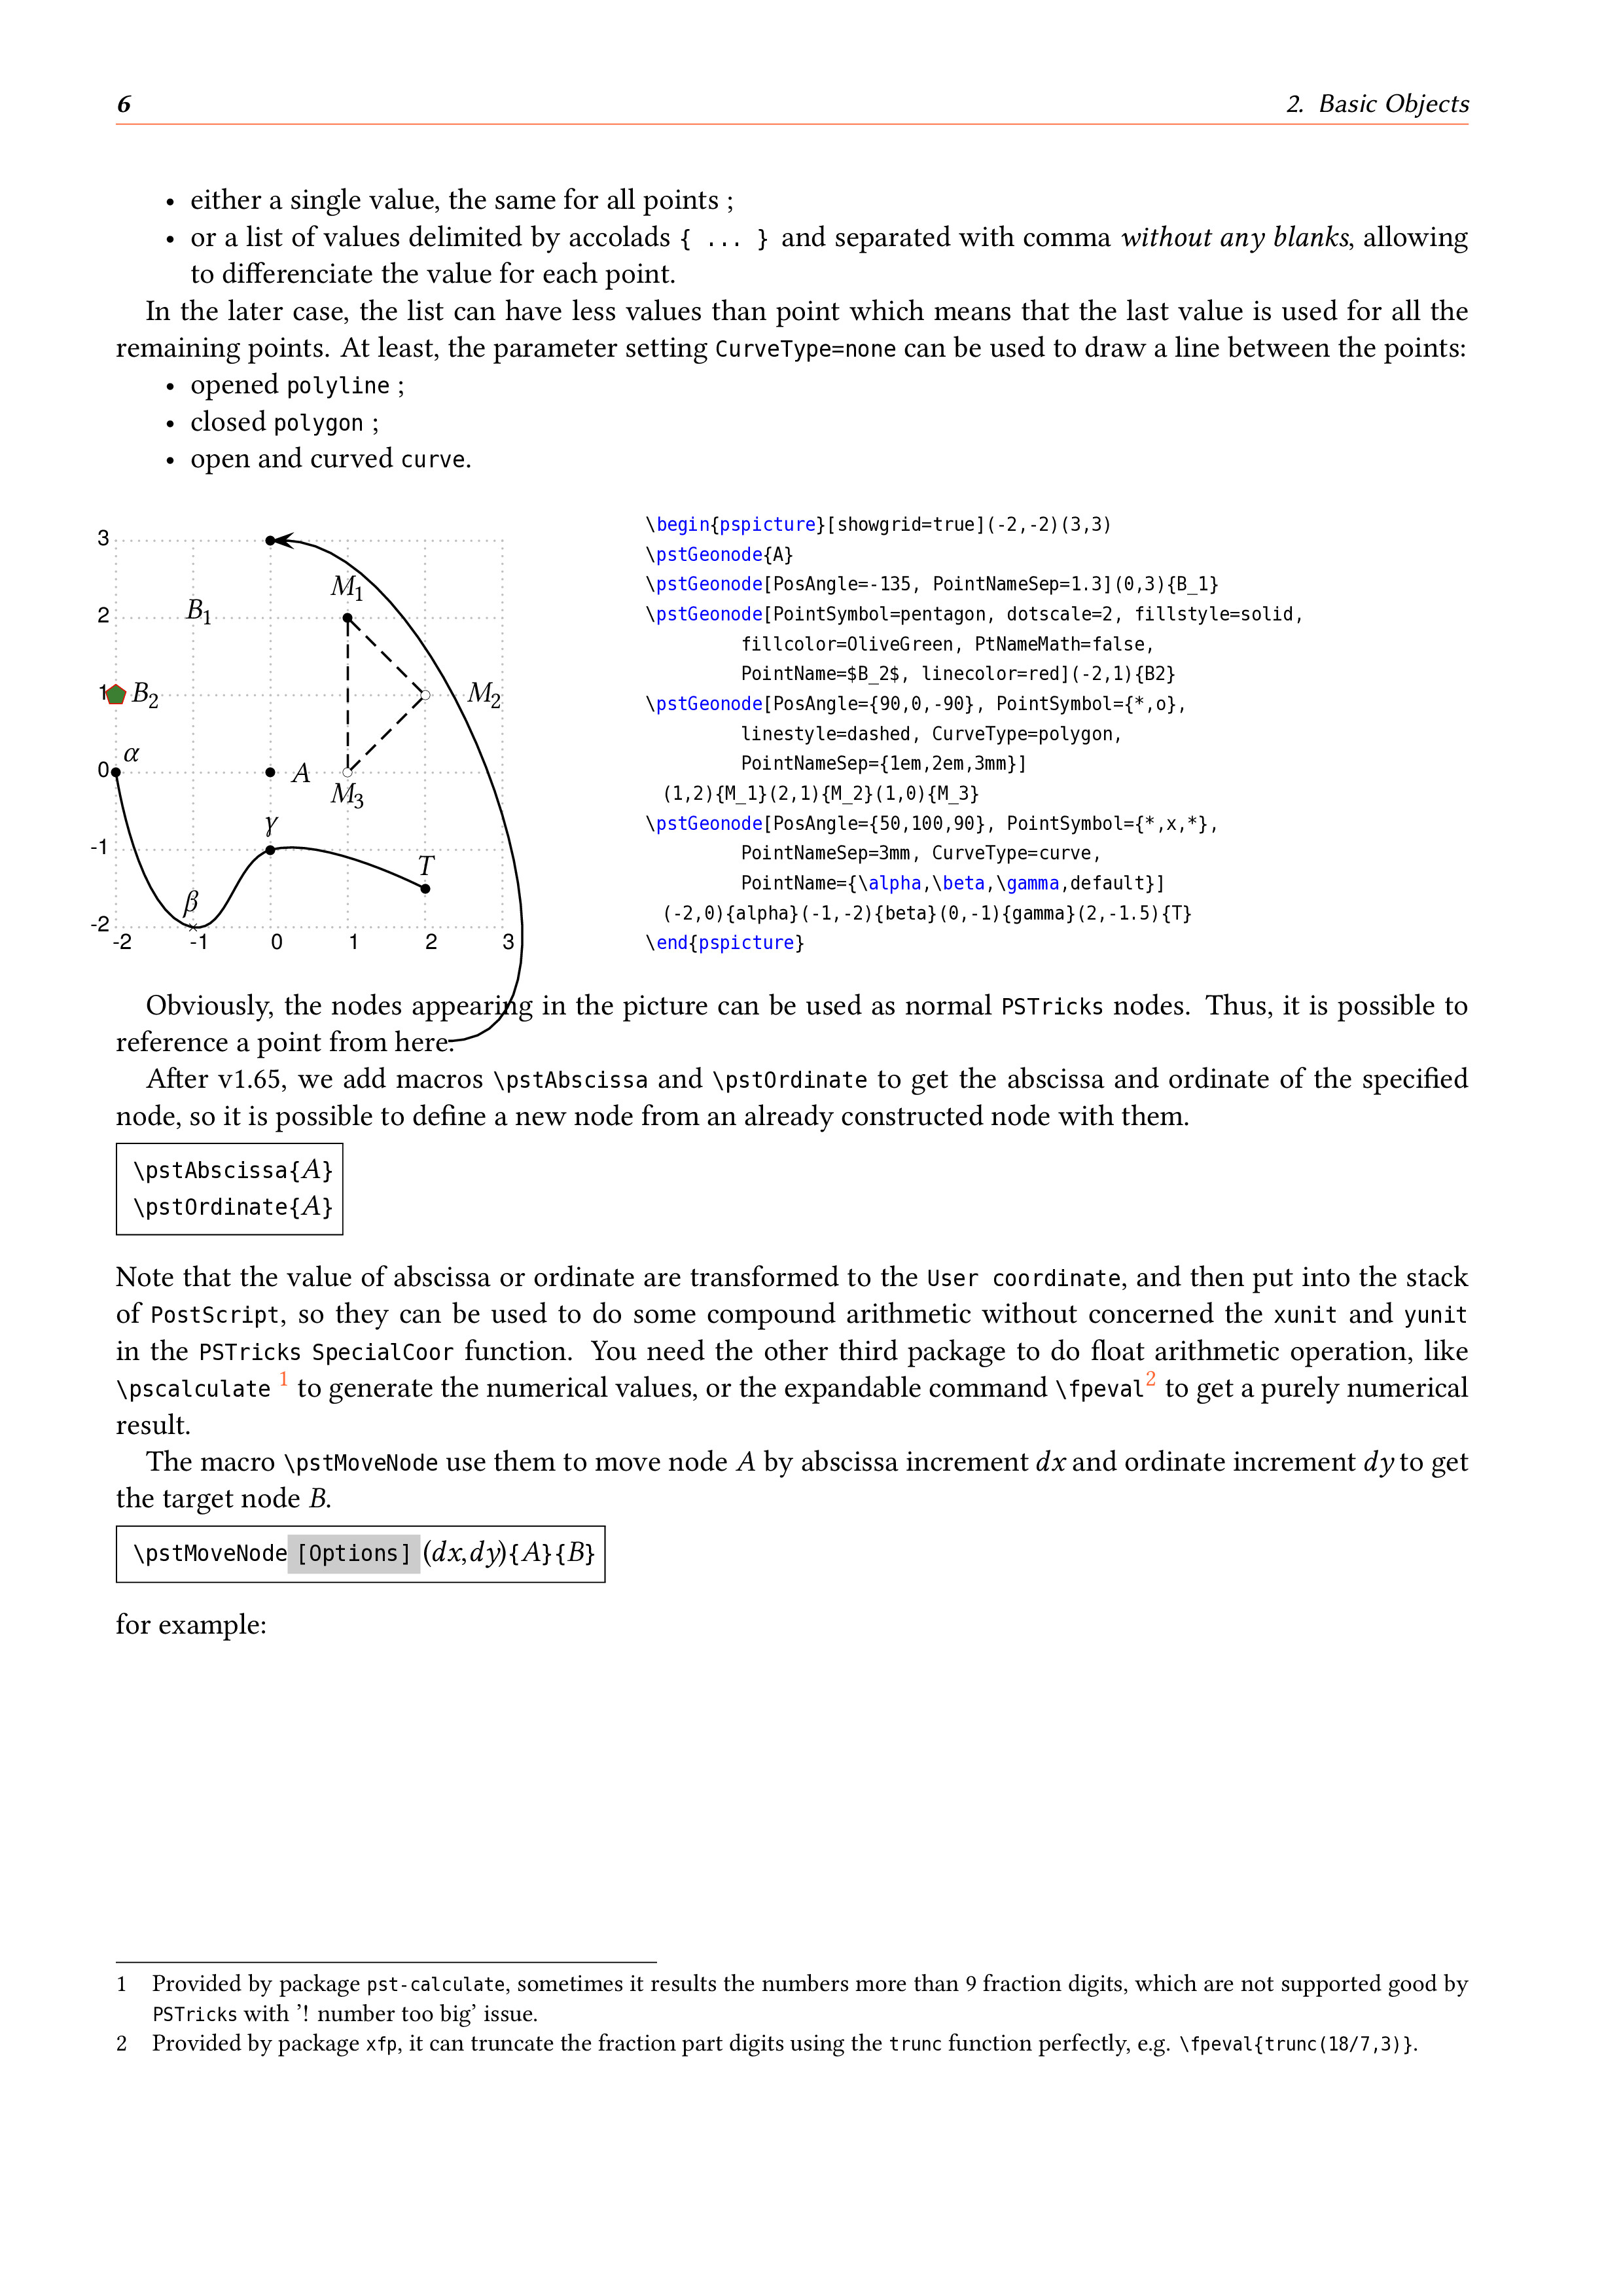 6 2. Basic Objects
• either a single value, the same for all points ;
• or a list of values delimited by accolads { ... } and separated with comma without any blanks, allowing
to differenciate the value for each point.
In the later case, the list can have less values than point which means that the last value is used for all the
remaining points. At least, the parameter setting CurveType=none can be used to draw a line between the points:
• opened polyline ;
• closed polygon ;
• open and curved curve.
3
M1
2
B1
1
B2
M2
α
0
A
M3
γ
-1
T
β
-2
-2 -1 0 1 2 3
\begin{pspicture}[showgrid=true](-2,-2)(3,3)
\pstGeonode{A}
\pstGeonode[PosAngle=-135, PointNameSep=1.3](0,3){B_1}
\pstGeonode[PointSymbol=pentagon, dotscale=2, fillstyle=solid,
fillcolor=OliveGreen, PtNameMath=false,
PointName=$B_2$, linecolor=red](-2,1){B2}
\pstGeonode[PosAngle={90,0,-90}, PointSymbol={*,o},
linestyle=dashed, CurveType=polygon,
PointNameSep={1em,2em,3mm}]
(1,2){M_1}(2,1){M_2}(1,0){M_3}
\pstGeonode[PosAngle={50,100,90}, PointSymbol={*,x,*},
PointNameSep=3mm, CurveType=curve,
PointName={\alpha,\beta,\gamma,default}]
(-2,0){alpha}(-1,-2){beta}(0,-1){gamma}(2,-1.5){T}
\end{pspicture}
Obviously, the nodes appearing in the picture can be used as normal PSTricks nodes. Thus, it is possible to
reference a point from here.
After v1.65, we add macros \pstAbscissa and \pstOrdinate to get the abscissa and ordinate of the specified
node, so it is possible to define a new node from an already constructed node with them.
\pstAbscissa{A}
\pstOrdinate{A}
Note that the value of abscissa or ordinate are transformed to the User coordinate, and then put into the stack
of PostScript, so they can be used to do some compound arithmetic without concerned the xunit and yunit
in the PSTricks SpecialCoor function. You need the other third package to do float arithmetic operation, like
\pscalculate 1 to generate the numerical values, or the expandable command \fpeval2 to get a purely numerical
result.
The macro \pstMoveNode use them to move node A by abscissa increment dx and ordinate increment dy to get
the target node B.
\pstMoveNode [Options] (dx,dy){A}{B}
for example:
1 Provided by package pst-calculate, sometimes it results the numbers more than 9 fraction digits, which are not supported good by
PSTricks with ’! number too big’ issue.
2 Provided by package xfp, it can truncate the fraction part digits using the trunc function perfectly, e.g. \fpeval{trunc(18/7,3)}.